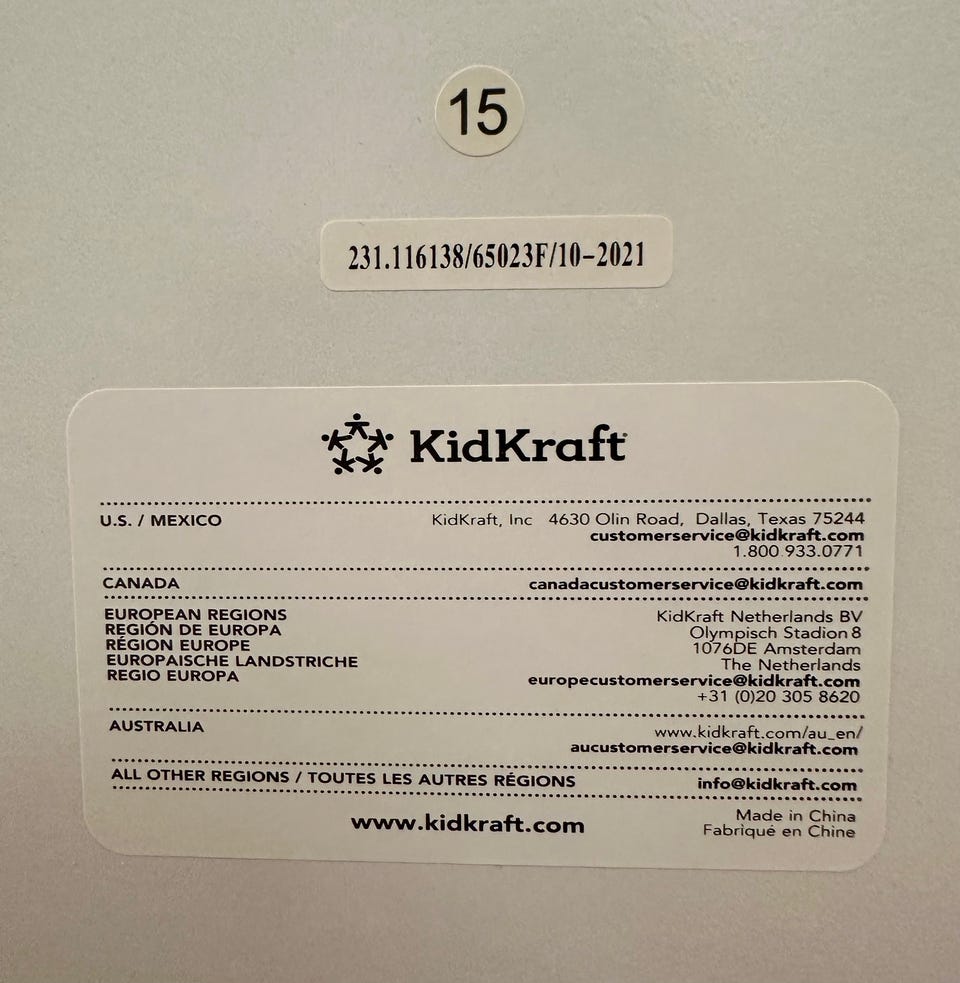 15
231.116138/65023F/10-2021
KidKraft
U.S. / MEXICO KidKraft, Inc 4630 Olin Road, Dallas, Texas 75244
customerservice@kidkraft.com
1.800.933.0771
CANADA canadacustomerservice@kidkraft.com
EUROPEAN REGIONS KidKraft Netherlands BV
REGIÓN DE EUROPA Olympisch Stadion 8
RÉGION EUROPE 1076DE Amsterdam
EUROPAISCHE LANDSTRICHE The Netherlands
REGIO EUROPA europecustomerservice@kidkraft.com
+31 (0)20 305 8620
AUSTRALIA www.kidkraft.com/au_en/
aucustomerservice@kidkraft.com
ALL OTHER REGIONS / TOUTES LES AUTRES RÉGIONS info@kidkraft.com
www.kidkraft.com Made in China
Fabriqué en Chine